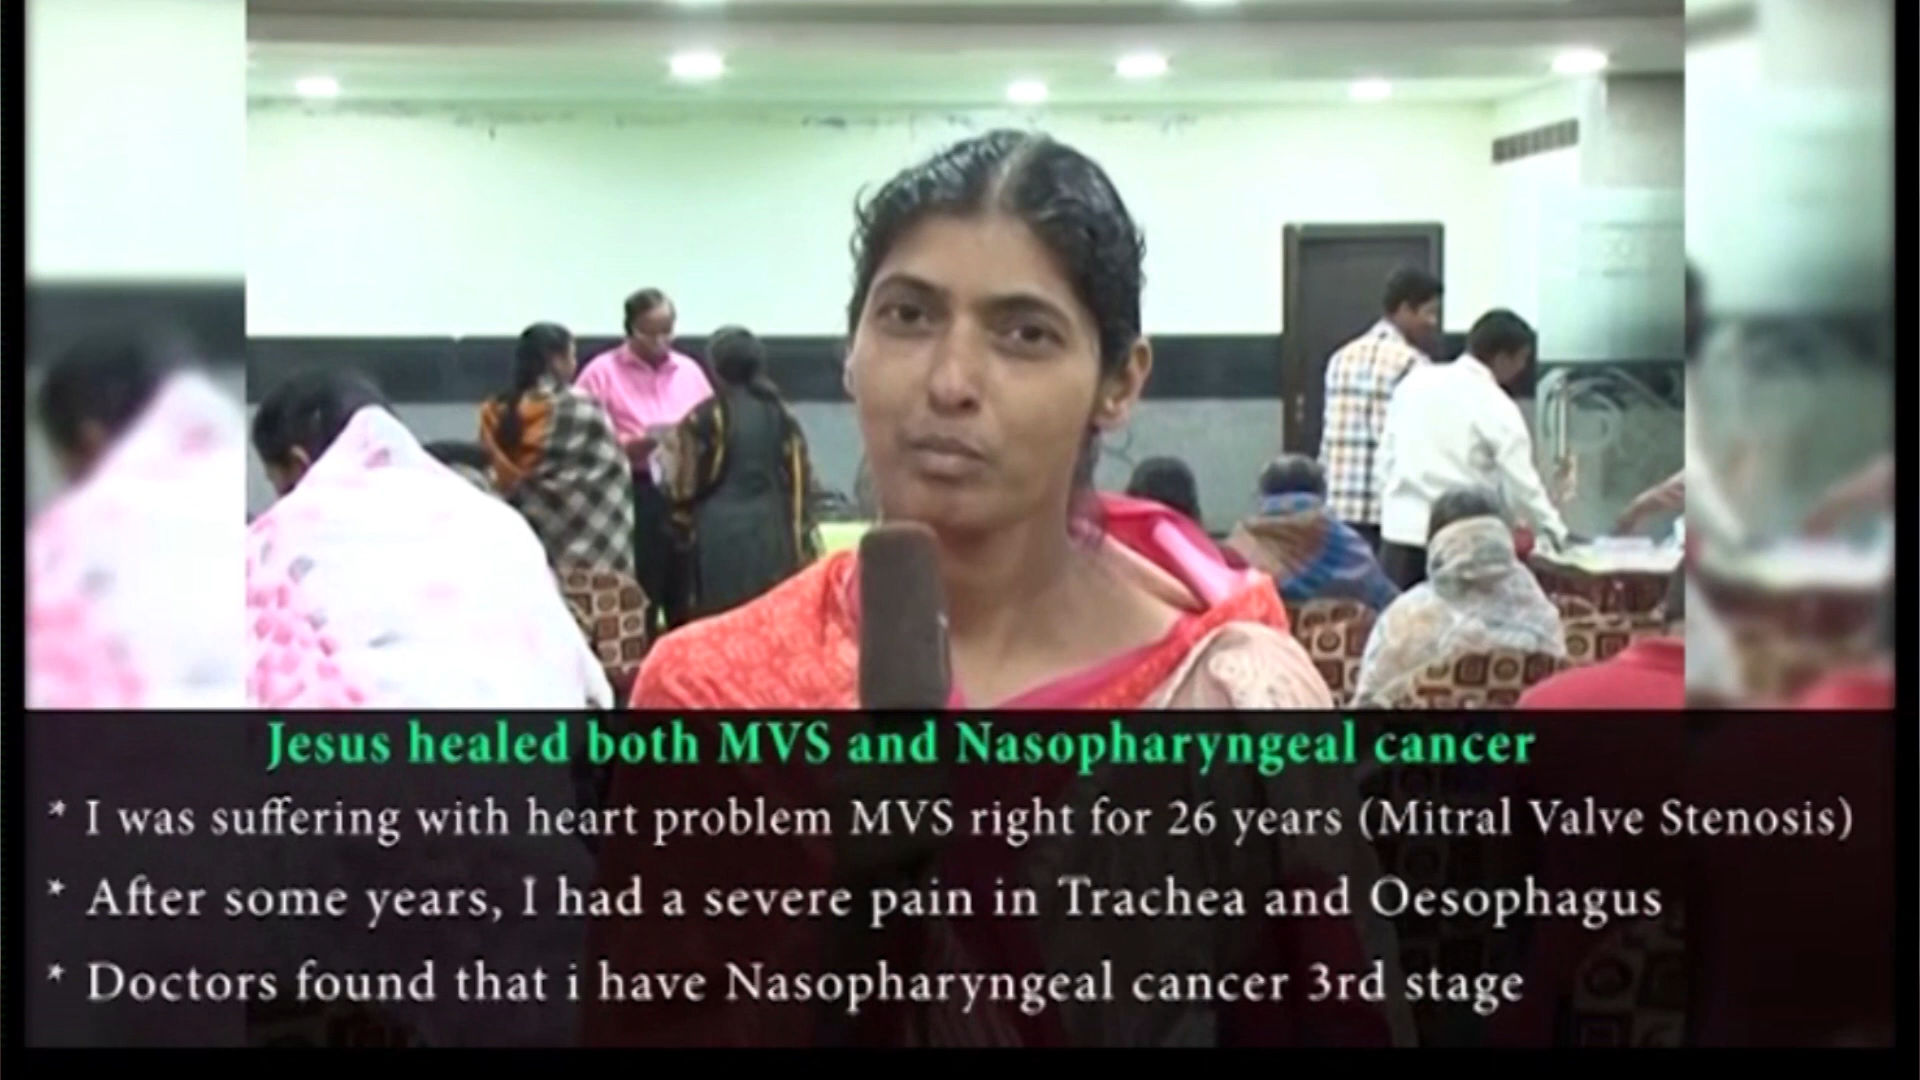 Jesus healed both MVS and Nasopharyngeal cancer
* I was suffering with heart problem MVS right for 26 years (Mitral Valve Stenosis)
* After some years, I had a severe pain in Trachea and Oesophagus
* Doctors found that i have Nasopharyngeal cancer 3rd stage